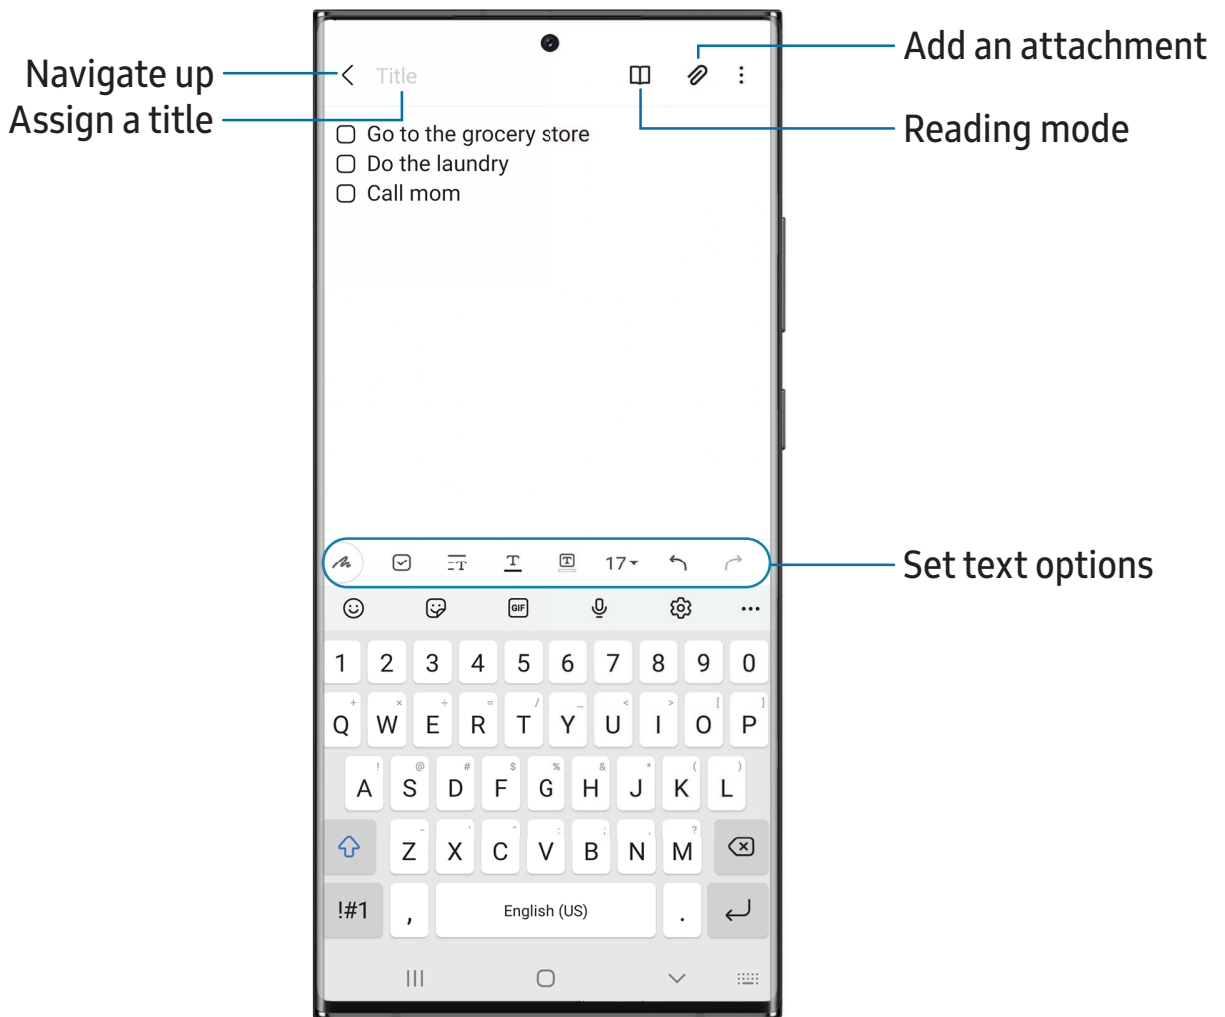 Add an attachment
Navigate up
Title
Assign a title
Reading mode
Go to the grocery store
Do the laundry
Call mom
T
T
T
17
Set text options
GIF
1 2 3 4 5 6 7 8 9 0
+ × ÷ = / _ < > [ ]
Q W E R T Y U I O P
! @ # $ % & * ( )
A S D F G H J K L
- ' " : ; , ?
Z X C V B N M
!#1 , English (US) .